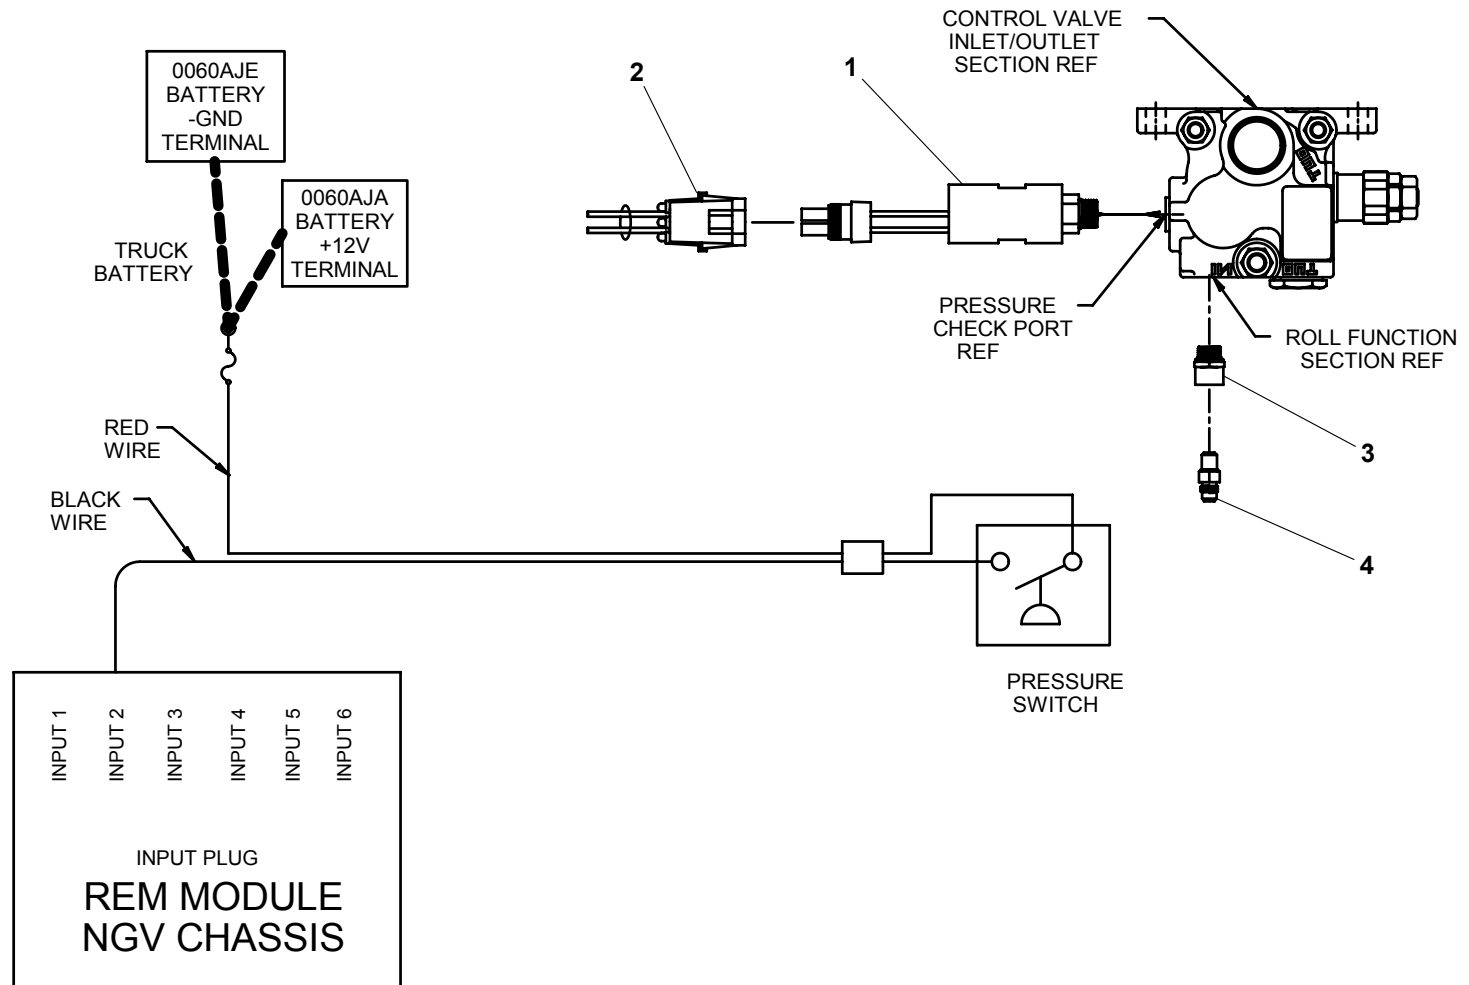 CONTROL VALVE
INLET/OUTLET
SECTION REF
2
1
0060AJE
BATTERY
-GND
TERMINAL
0060AJA
BATTERY
+12V
TERMINAL
TRUCK
BATTERY
PRESSURE
CHECK PORT
REF
ROLL FUNCTION
SECTION REF
3
4
RED
WIRE
BLACK
WIRE
PRESSURE
SWITCH
INPUT 1
INPUT 2
INPUT 3
INPUT 4
INPUT 5
INPUT 6
INPUT PLUG
REM MODULE
NGV CHASSIS